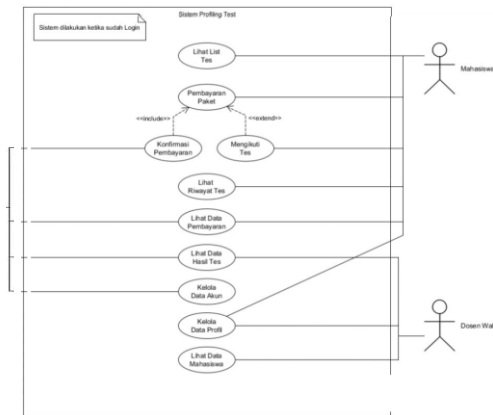 Sistem Profiling Test
Sistem dilakukan ketika sudah Login
Lihat List
Tes
Mahasiswa
Pembayaran
Paket
<<include>>
<<extend>>
Konfirmasi
Pembayaran
Mengikuti
Tes
Lihat
Riwayat Tes
Lihat Data
Pembayaran
Lihat Data
Hasil Tes
Kelola
Data Akun
Kelola
Data Profil
Dosen Wal
Lihat Data
Mahasiswa